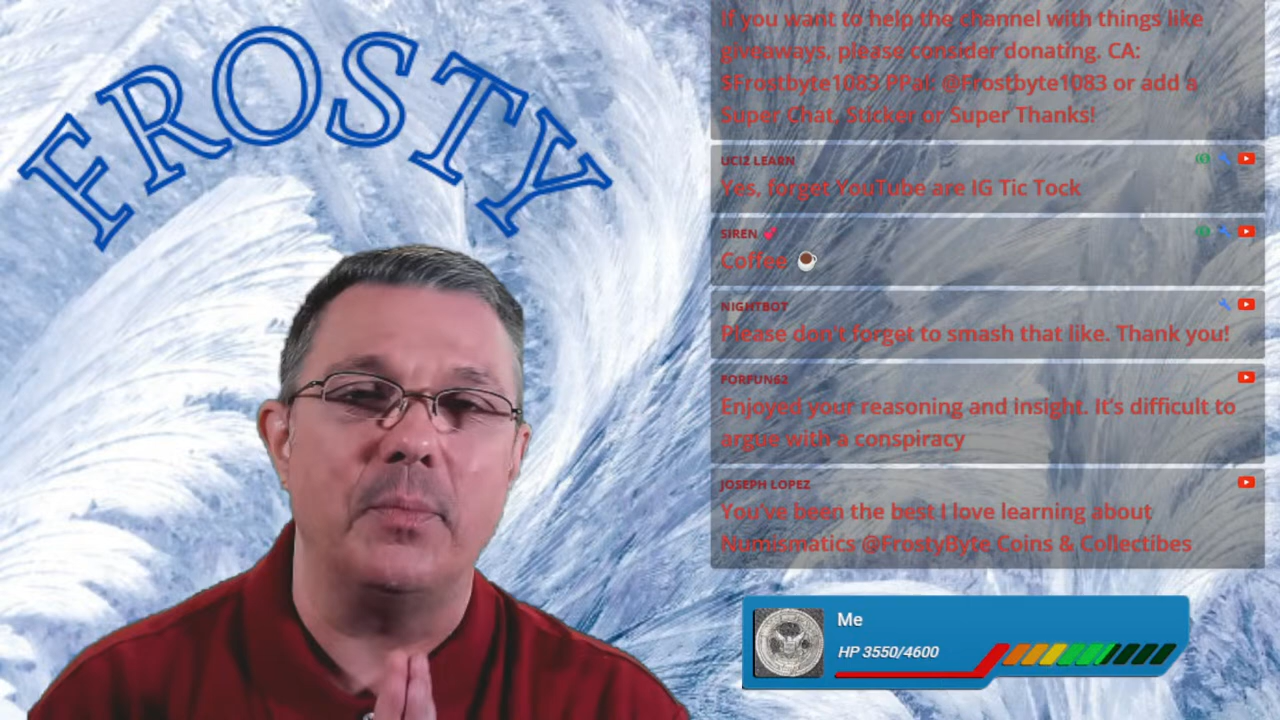 FROSTY
If you want to help the channel with things like
giveaways, please consider donating. CA:
$Frostbyte1083 PPal: @Frostbyte1083 or add a
Super Chat, Sticker or Super Thanks!
UCI2 LEARN
Yes, forget YouTube are IG Tic Tock
SIREN
Coffee
NIGHTBOT
Please don't forget to smash that like. Thank you!
FORFUN62
Enjoyed your reasoning and insight. It's difficult to
argue with a conspiracy
JOSEPH LOPEZ
You've been the best I love learning about
Numismatics @FrostyByte Coins & Collectibes
Me
HP 3550/4600